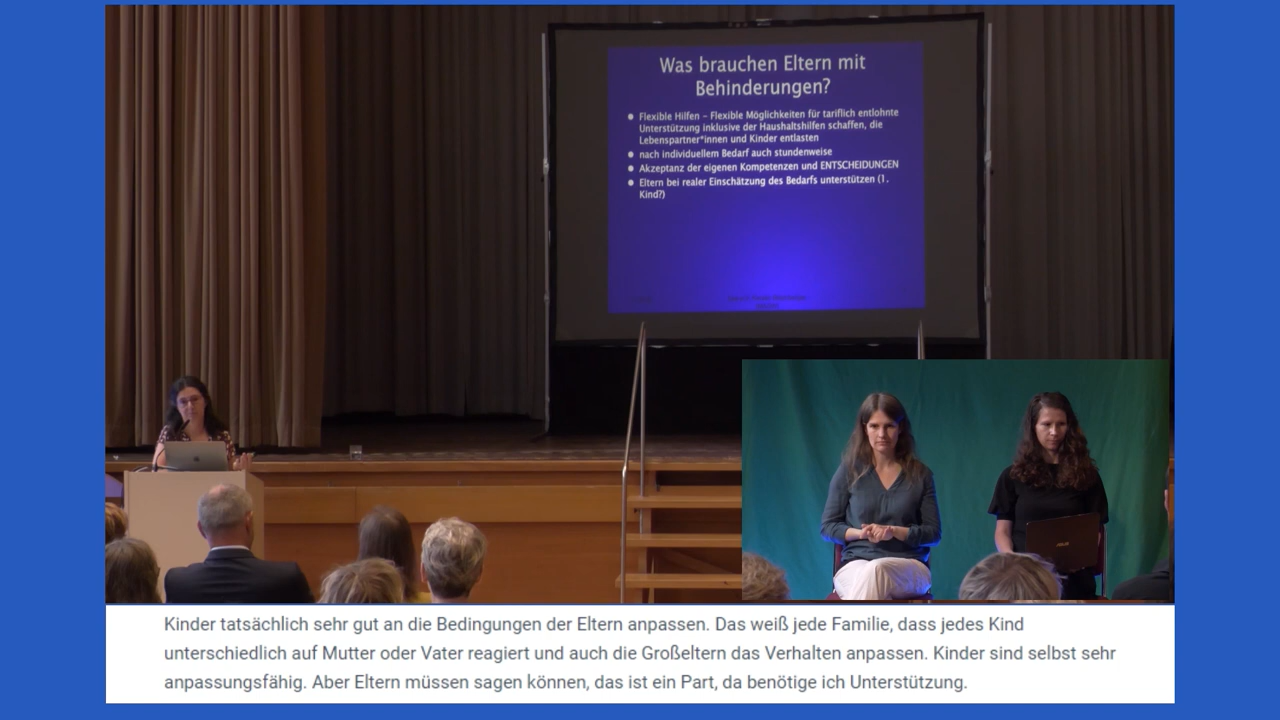 Was brauchen Eltern mit
Behinderungen?
● Flexible Hilfen – Flexible Möglichkeiten für tariflich entlohnte
Unterstützung inklusive der Haushaltshilfen schaffen, die
Lebenspartner*innen und Kinder entlasten
● nach individuellem Bedarf auch stundenweise
● Akzeptanz der eigenen Kompetenzen und ENTSCHEIDUNGEN
● Eltern bei realer Einschätzung des Bedarfs unterstützen (1.
Kind?)
ASUS
Kinder tatsächlich sehr gut an die Bedingungen der Eltern anpassen. Das weiß jede Familie, dass jedes Kind
unterschiedlich auf Mutter oder Vater reagiert und auch die Großeltern das Verhalten anpassen. Kinder sind selbst sehr
anpassungsfähig. Aber Eltern müssen sagen können, das ist ein Part, da benötige ich Unterstützung.